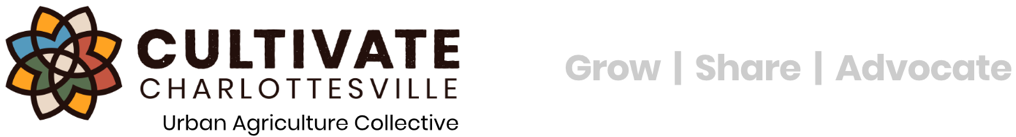 CULTIVATE
CHARLOTTESVILLE
Urban Agriculture Collective
Grow | Share | Advocate